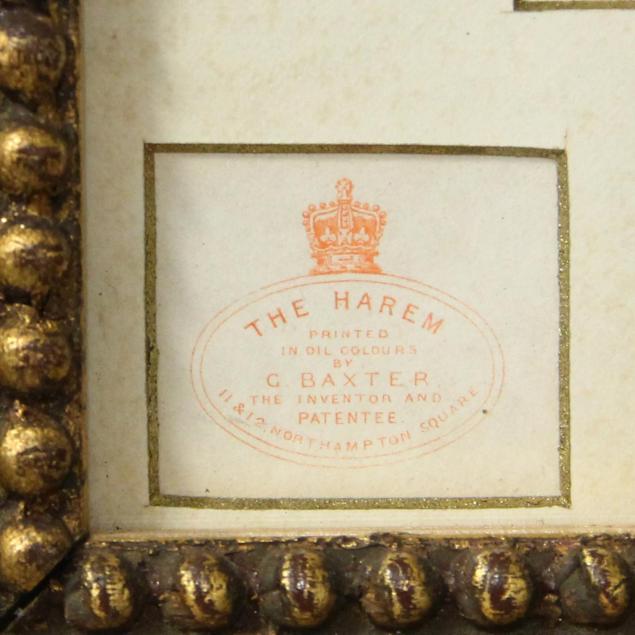 THE HAREM
PRINTED
IN OIL COLOURS
BY
G. BAXTER
THE INVENTOR AND
PATENTEE.
11 & 12, NORTHAMPTON SQUARE